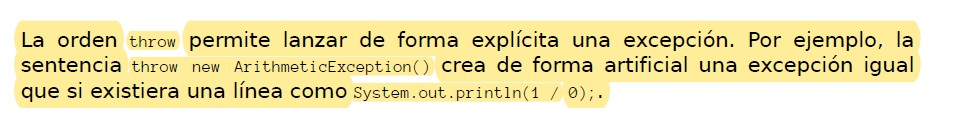 La orden throw permite lanzar de forma explícita una excepción. Por ejemplo, la
sentencia throw new ArithmeticException() crea de forma artificial una excepción igual
que si existiera una línea como System.out.println(1 / 0);.